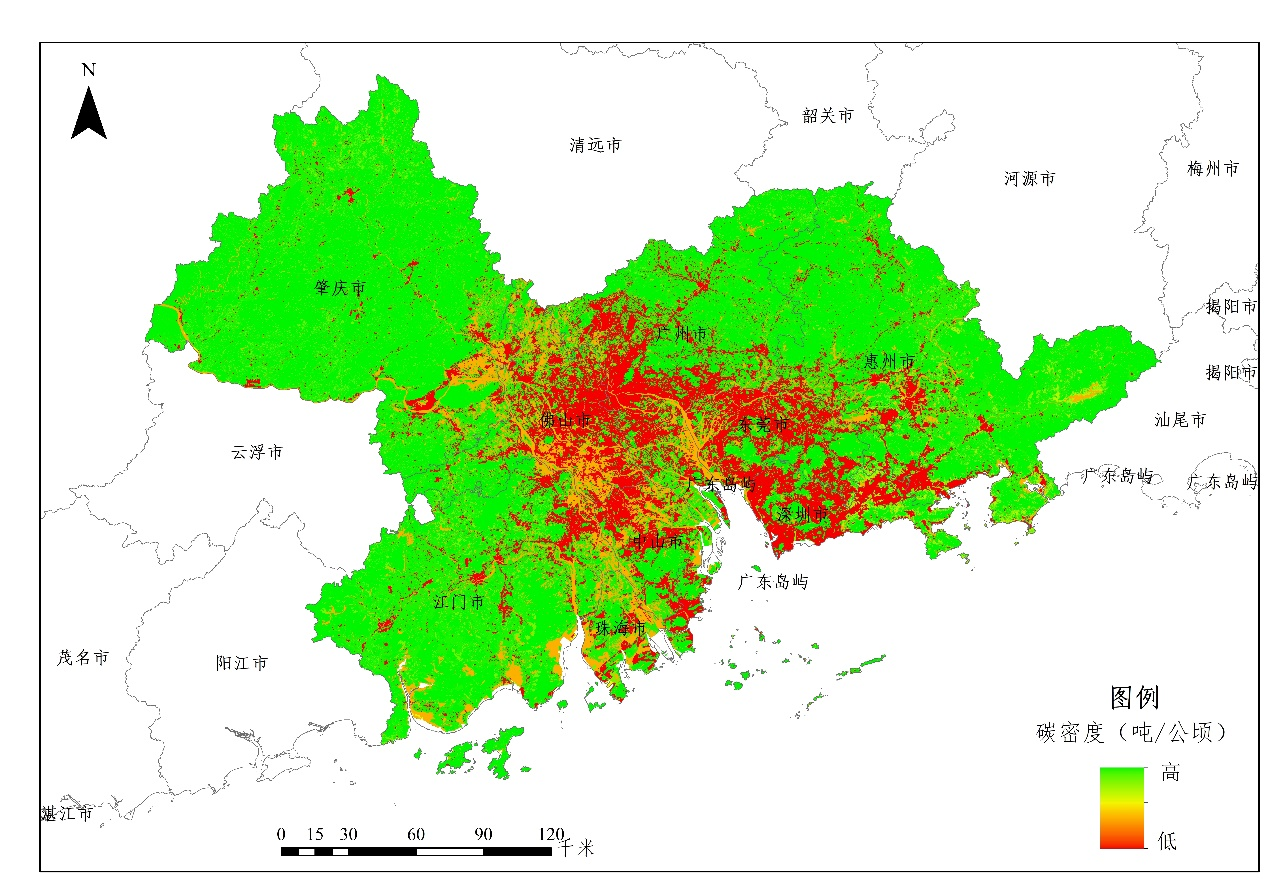 N
韶关市
清远市
梅州市
河源市
肇庆市
揭阳市
广州市
惠州市
揭阳市
佛山市
东莞市
汕尾市
云浮市
广东岛屿
广东岛屿
广东岛屿
深圳市
中山市
广东岛屿
江门市
珠海市
茂名市
阳江市
图例
碳密度（吨/公顷）
高
湛江市
低
0 15 30 60 90 120
千米